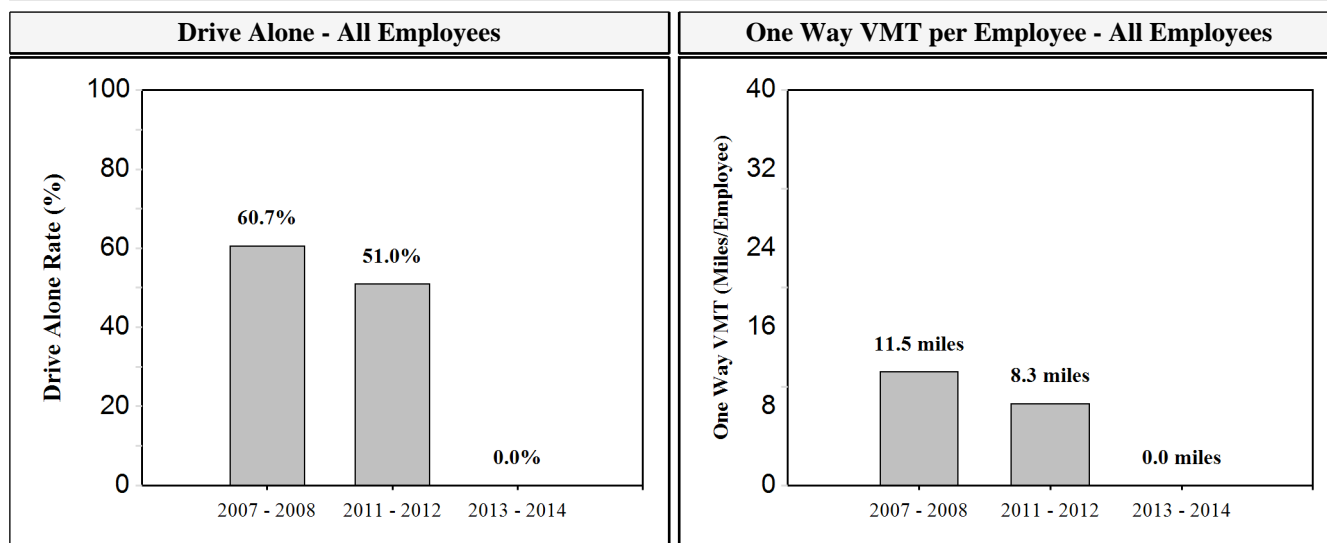 Drive Alone - All Employees
100
80
60
40
20
0
Drive Alone Rate (%)
60.7%
51.0%
0.0%
2007 - 2008 2011 - 2012 2013 - 2014
One Way VMT per Employee - All Employees
40
32
24
16
8
0
One Way VMT (Miles/Employee)
11.5 miles
8.3 miles
0.0 miles
2007 - 2008 2011 - 2012 2013 - 2014